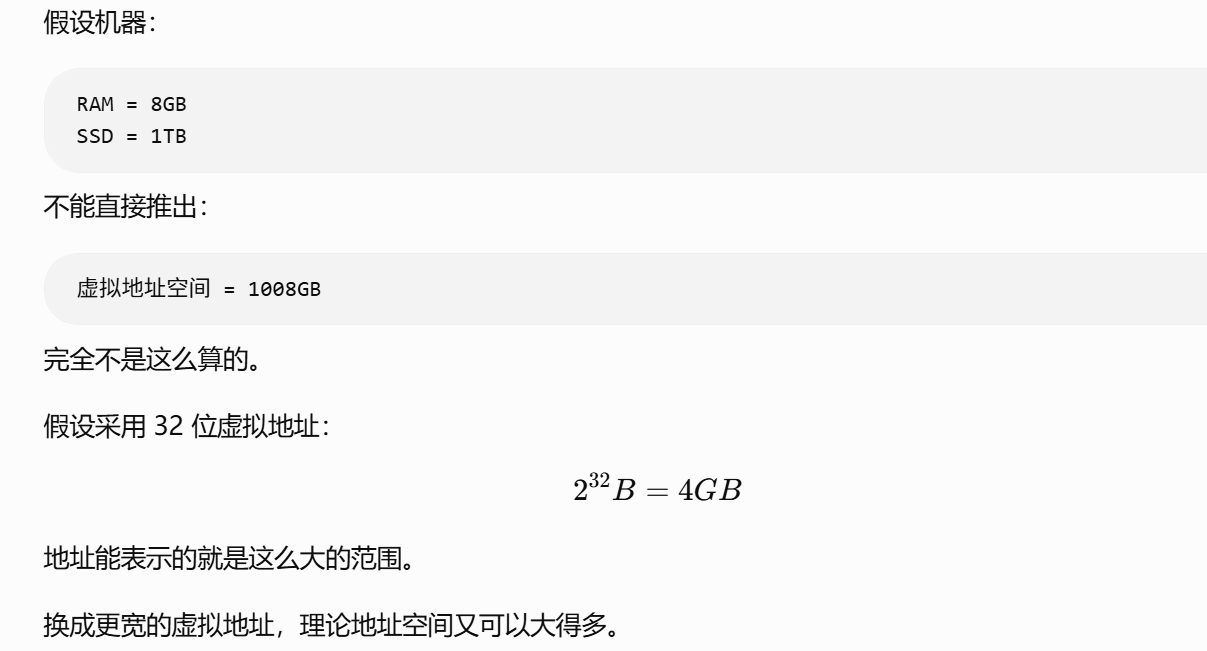 假设机器：
RAM = 8GB
SSD = 1TB
不能直接推出：
虚拟地址空间 = 1008GB
完全不是这么算的。
假设采用 32 位虚拟地址：
2^{32}B = 4GB
地址能表示的就是这么大的范围。
换成更宽的虚拟地址，理论地址空间又可以大得多。